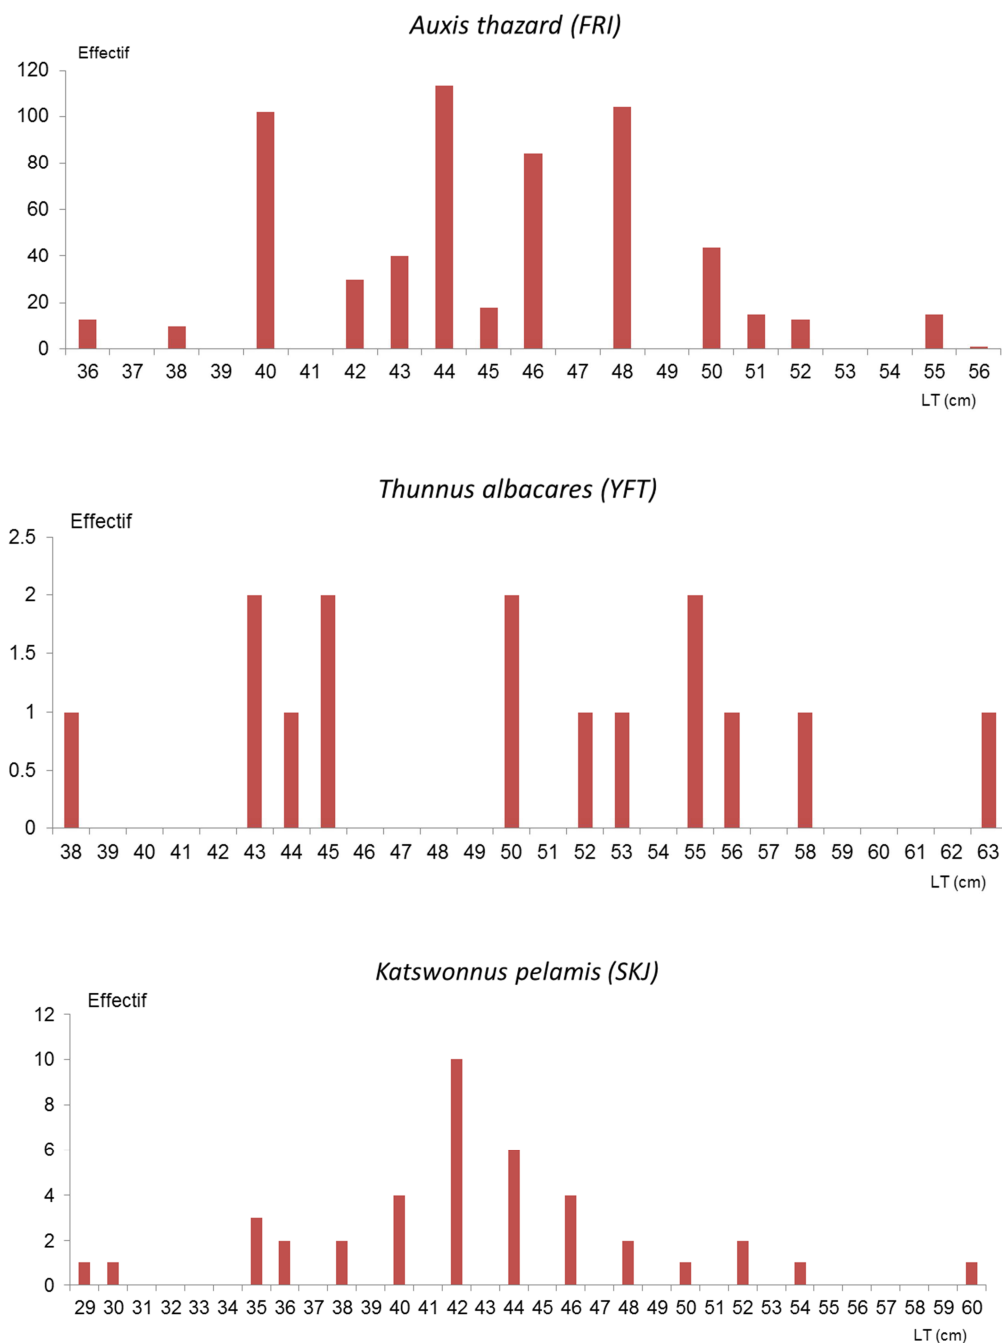 Auxis thazard (FRI)
Effectif
120
100
80
60
40
20
0
36 37 38 39 40 41 42 43 44 45 46 47 48 49 50 51 52 53 54 55 56
LT (cm)
Thunnus albacares (YFT)
Effectif
2.5
2
1.5
1
0.5
0
38 39 40 41 42 43 44 45 46 47 48 49 50 51 52 53 54 55 56 57 58 59 60 61 62 63
LT (cm)
Katswonnus pelamis (SKJ)
Effectif
12
10
8
6
4
2
0
29 30 31 32 33 34 35 36 37 38 39 40 41 42 43 44 45 46 47 48 49 50 51 52 53 54 55 56 57 58 59 60
LT (cm)